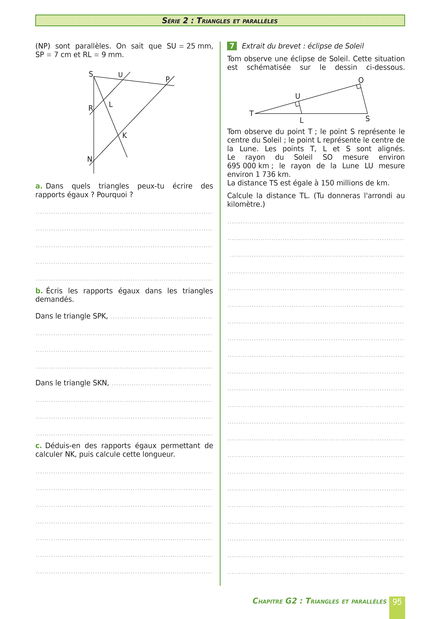 Série 2 : Triangles et parallèles
(NP) sont parallèles. On sait que SU = 25 mm,
SP = 7 cm et RL = 9 mm.
S
U
P
R
L
K
N
a. Dans quels triangles peux-tu écrire des
rapports égaux ? Pourquoi ?
b. Écris les rapports égaux dans les triangles
demandés.
Dans le triangle SPK,
Dans le triangle SKN,
c. Déduis-en des rapports égaux permettant de
calculer NK, puis calcule cette longueur.
7 Extrait du brevet : éclipse de Soleil
Tom observe une éclipse de Soleil. Cette situation
est schématisée sur le dessin ci-dessous.
O
U
T
L
S
Tom observe du point T ; le point S représente le
centre du Soleil ; le point L représente le centre de
la Lune. Les points T, L et S sont alignés.
Le rayon du Soleil SO mesure environ
695 000 km ; le rayon de la Lune LU mesure
environ 1 736 km.
La distance TS est égale à 150 millions de km.
Calcule la distance TL. (Tu donneras l'arrondi au
kilomètre.)
Chapitre G2 : Triangles et parallèles 95